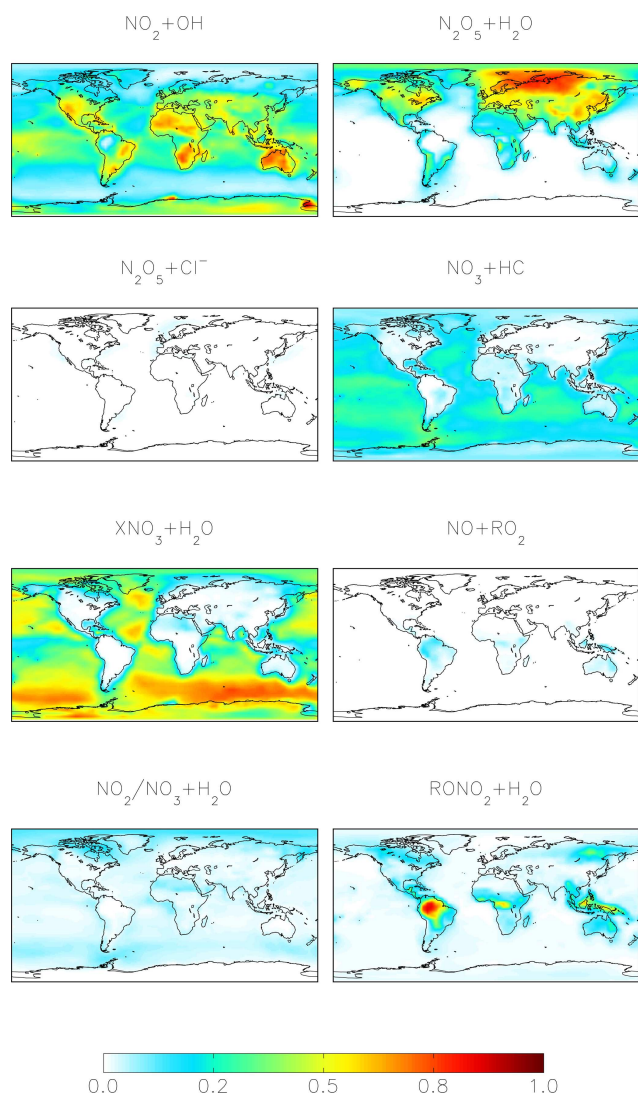 NO₂+OH
N₂O₅+H₂O
N₂O₅+Cl⁻
NO₃+HC
XNO₃+H₂O
NO+RO₂
NO₂/NO₃+H₂O
RONO₂+H₂O
0.0 0.2 0.5 0.8 1.0